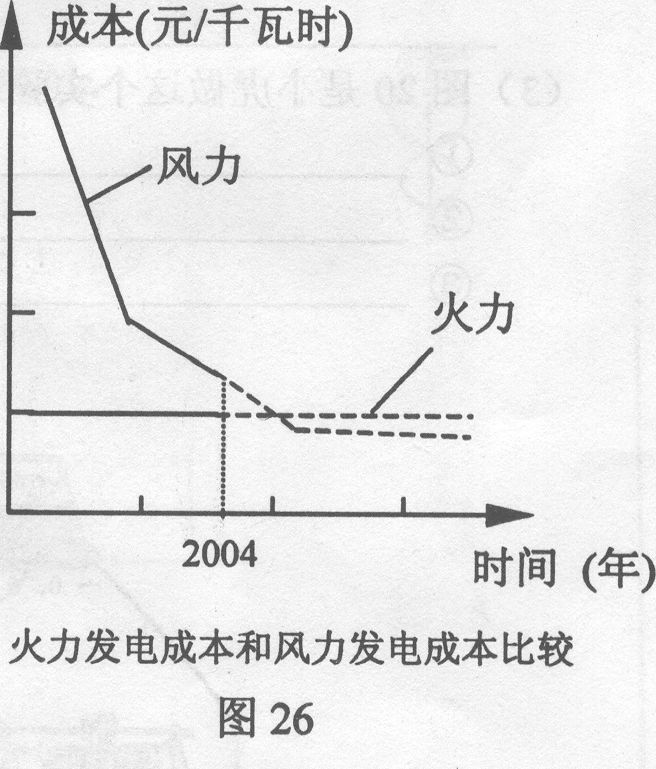 成本(元/千瓦时)
风力
火力
2004
时间 (年)
火力发电成本和风力发电成本比较
图 26